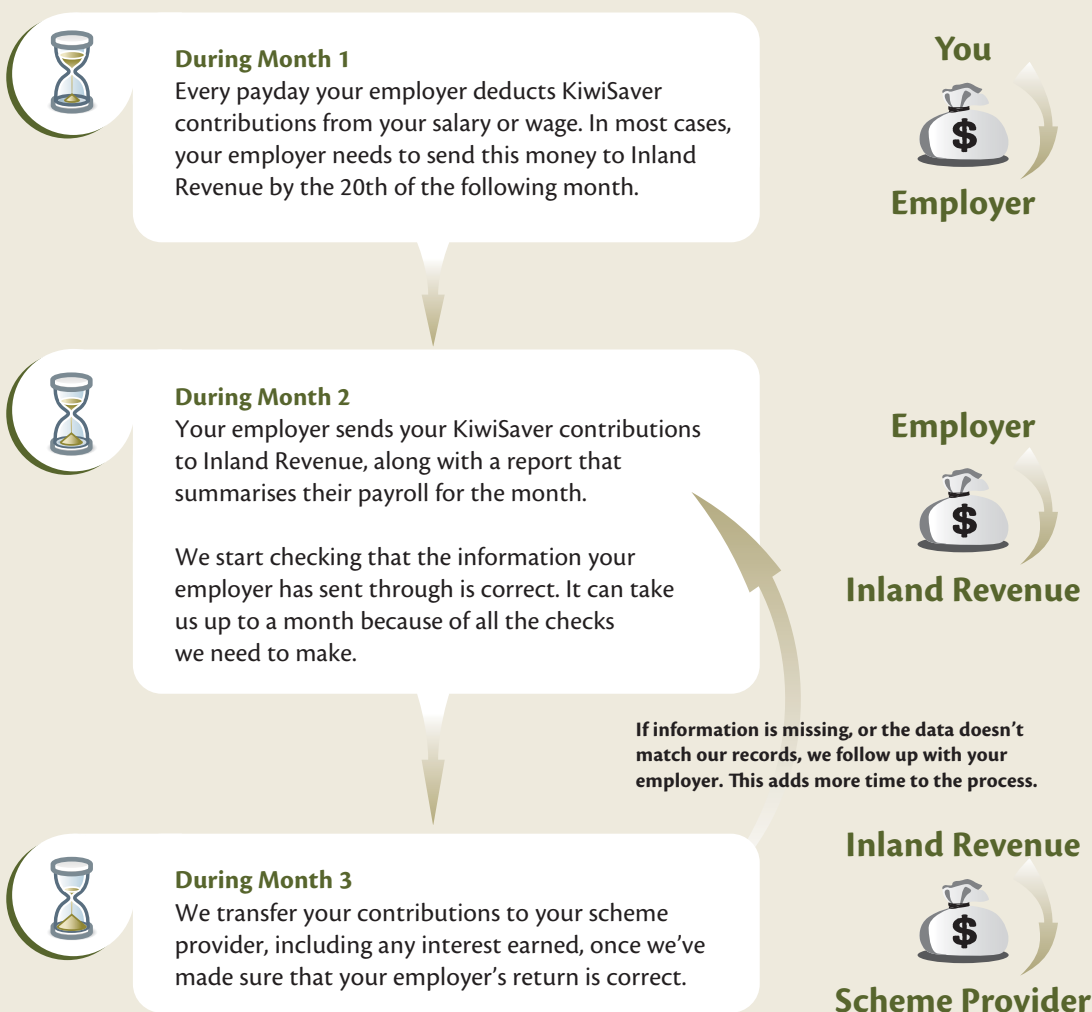 During Month 1
Every payday your employer deducts KiwiSaver
contributions from your salary or wage. In most cases,
your employer needs to send this money to Inland
Revenue by the 20th of the following month.
You
$
Employer
During Month 2
Your employer sends your KiwiSaver contributions
to Inland Revenue, along with a report that
summarises their payroll for the month.
We start checking that the information your
employer has sent through is correct. It can take
us up to a month because of all the checks
we need to make.
Employer
$
Inland Revenue
If information is missing, or the data doesn’t
match our records, we follow up with your
employer. This adds more time to the process.
During Month 3
We transfer your contributions to your scheme
provider, including any interest earned, once we’ve
made sure that your employer’s return is correct.
Inland Revenue
$
Scheme Provider